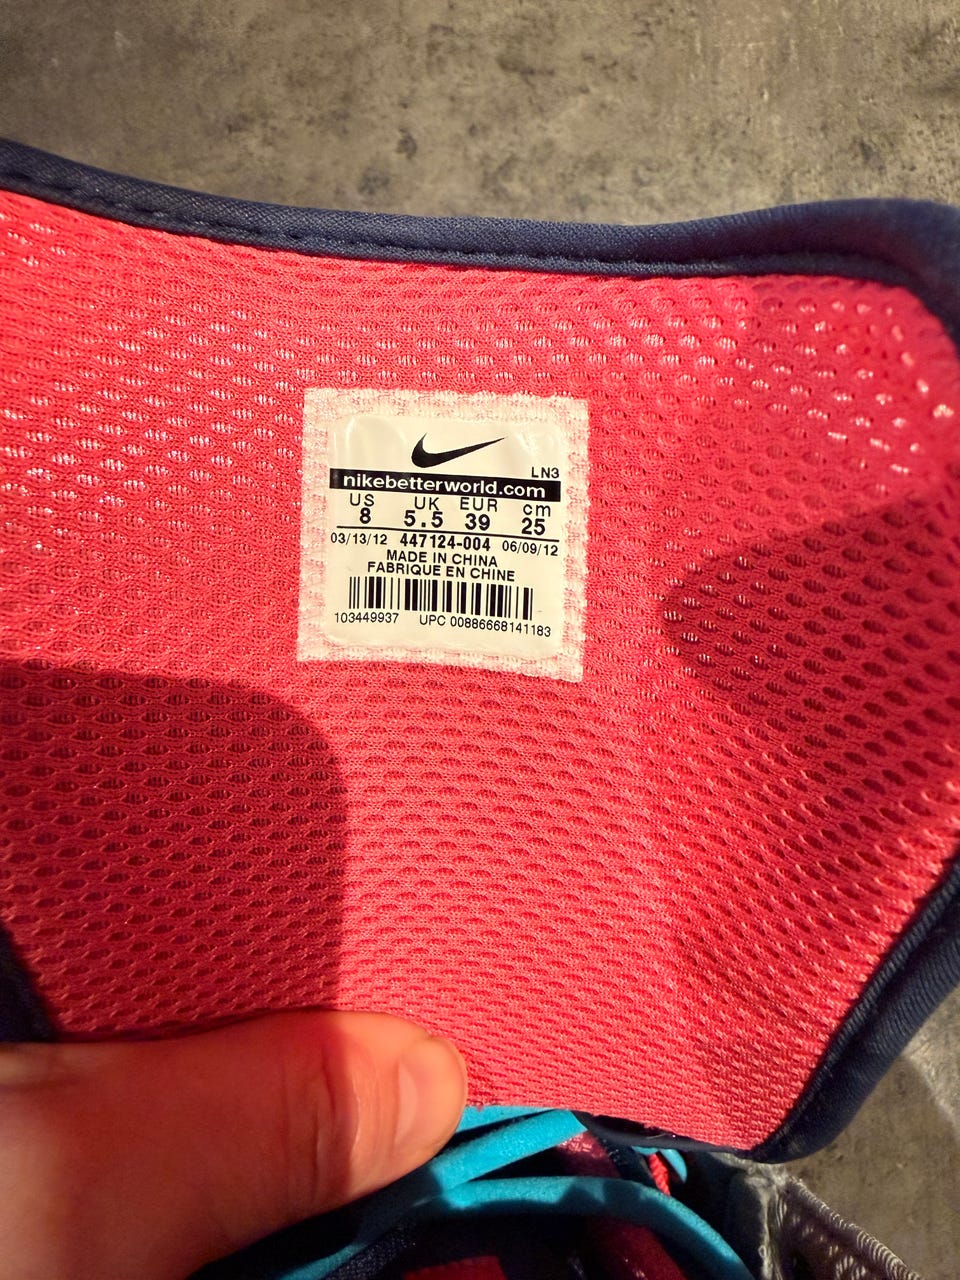 LN3
nikebetterworld.com
US UK EUR cm
8 5.5 39 25
03/13/12 447124-004 06/09/12
MADE IN CHINA
FABRIQUE EN CHINE
103449937 UPC 00886668141183